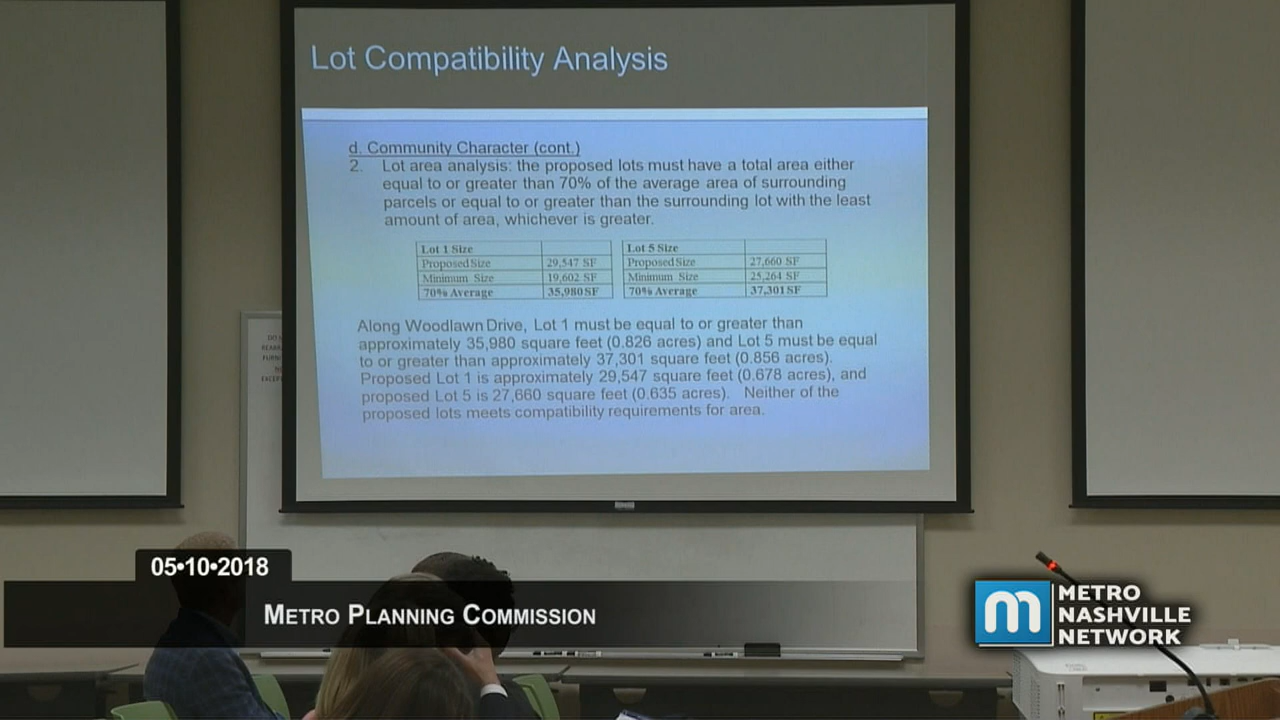 Lot Compatibility Analysis
d. Community Character (cont.)
2. Lot area analysis: the proposed lots must have a total area either
equal to or greater than 70% of the average area of surrounding
parcels or equal to or greater than the surrounding lot with the least
amount of area, whichever is greater.
Lot 1 Size
Proposed Size 29,547 SF
Minimum Size 19,602 SF
70% Average 35,980 SF
Lot 5 Size
Proposed Size 27,660 SF
Minimum Size 25,264 SF
70% Average 37,301 SF
Along Woodlawn Drive, Lot 1 must be equal to or greater than
approximately 35,980 square feet (0.826 acres) and Lot 5 must be equal
to or greater than approximately 37,301 square feet (0.856 acres).
Proposed Lot 1 is approximately 29,547 square feet (0.678 acres), and
proposed Lot 5 is 27,660 square feet (0.635 acres). Neither of the
proposed lots meets compatibility requirements for area.
05•10•2018
METRO PLANNING COMMISSION
m
METRO
NASHVILLE
NETWORK